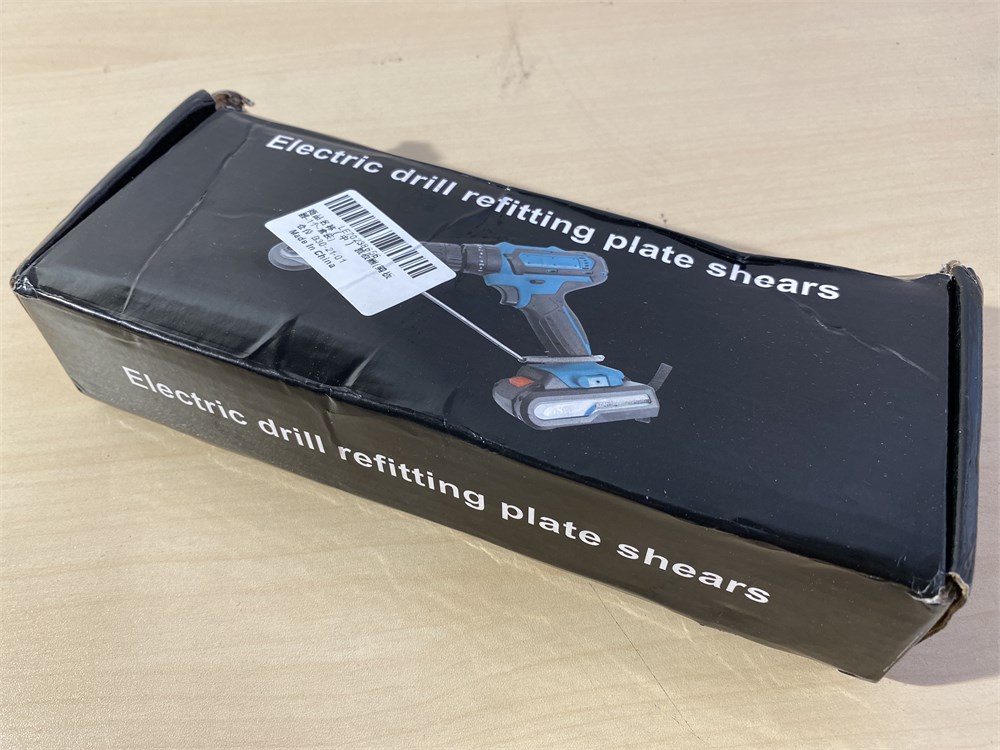 Electric drill refitting plate shears
Made In China
Electric drill refitting plate shears